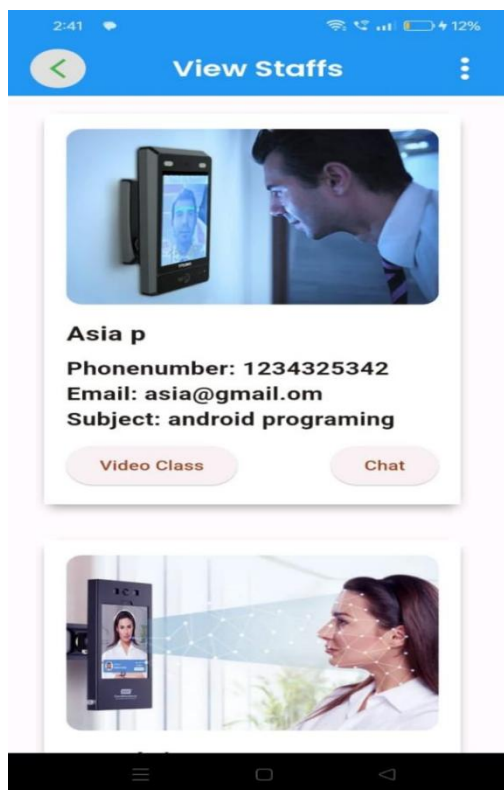 2:41 12%
View Staffs
Asia p
Phonenumber: 1234325342
Email: asia@gmail.om
Subject: android programing
Video Class Chat